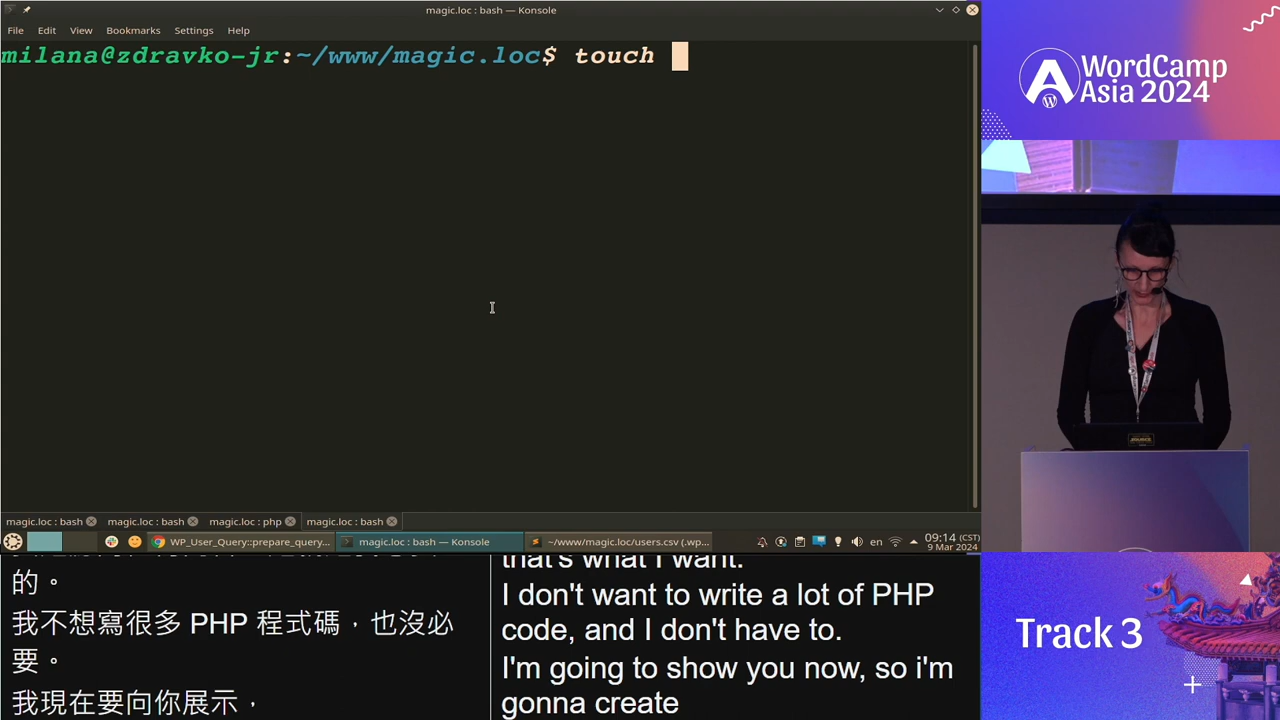 magic.loc : bash — Konsole
File Edit View Bookmarks Settings Help
milana@zdravko-jr:~/www/magic.loc$ touch
magic.loc : bash magic.loc : bash magic.loc : php magic.loc : bash
WP_User_Query::prepare_query... magic.loc : bash — Konsole ~/www/magic.loc/users.csv (.wp... en 09:14 (CST)
9 Mar 2024
的。
我不想寫很多 PHP 程式碼，也沒必
要。
我現在要向你展示，
that's what I want.
I don't want to write a lot of PHP
code, and I don't have to.
I'm going to show you now, so i'm
gonna create
WordCamp
Asia 2024
Track 3